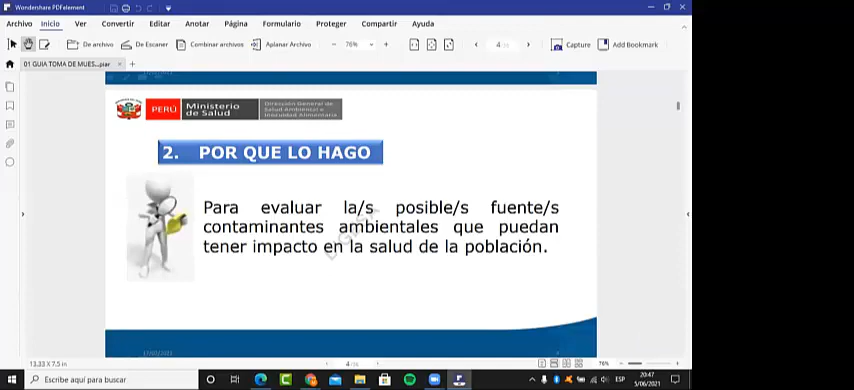 Wondershare PDFelement
Archivo Inicio Ver Convertir Editar Anotar Página Formulario Proteger Compartir Ayuda
De archivo De Escaner Combinar archivos Aplanar Archivo 76% 4 Capture Add Bookmark
01 GUIA TOMA DE MUES...piar
PERÚ
Ministerio
de Salud
Dirección General de
Salud Ambiental e
Inocuidad Alimentaria
2. POR QUE LO HAGO
Para evaluar la/s posible/s fuente/s
contaminantes ambientales que puedan
tener impacto en la salud de la población.
13.33 X 7.5 in
76%
Escribe aquí para buscar
ESP
20:47
5/06/2021